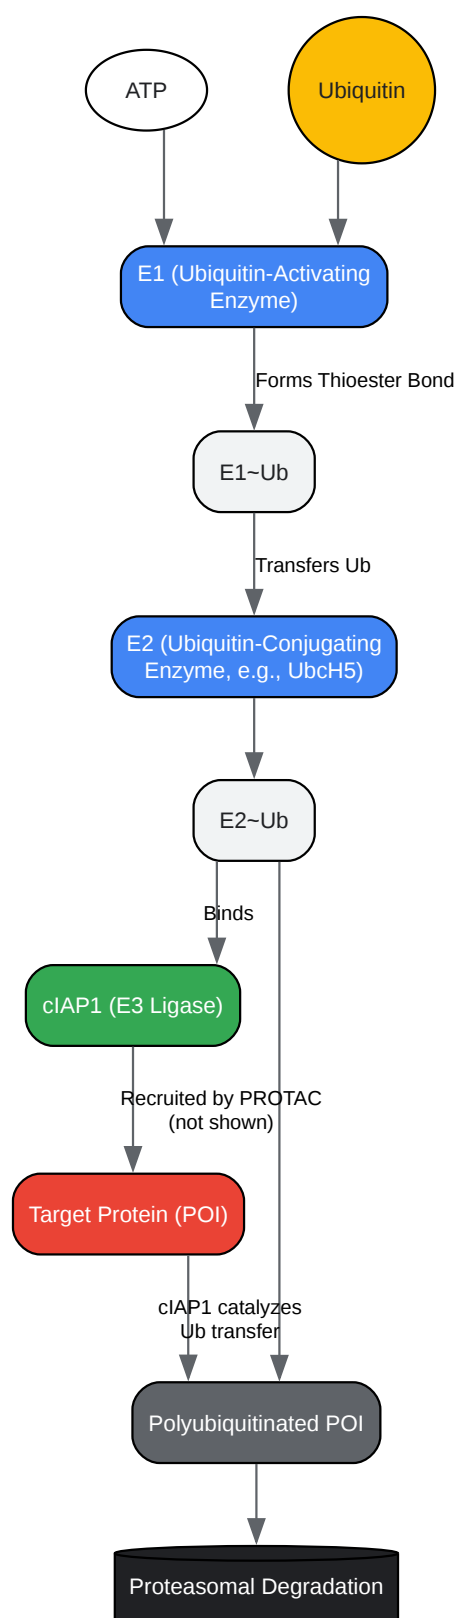 ATP
Ubiquitin
E1 (Ubiquitin-Activating
Enzyme)
Forms Thioester Bond
E1~Ub
Transfers Ub
E2 (Ubiquitin-Conjugating
Enzyme, e.g., UbcH5)
E2~Ub
Binds
cIAP1 (E3 Ligase)
Recruited by PROTAC
(not shown)
Target Protein (POI)
cIAP1 catalyzes
Ub transfer
Polyubiquitinated POI
Proteasomal Degradation